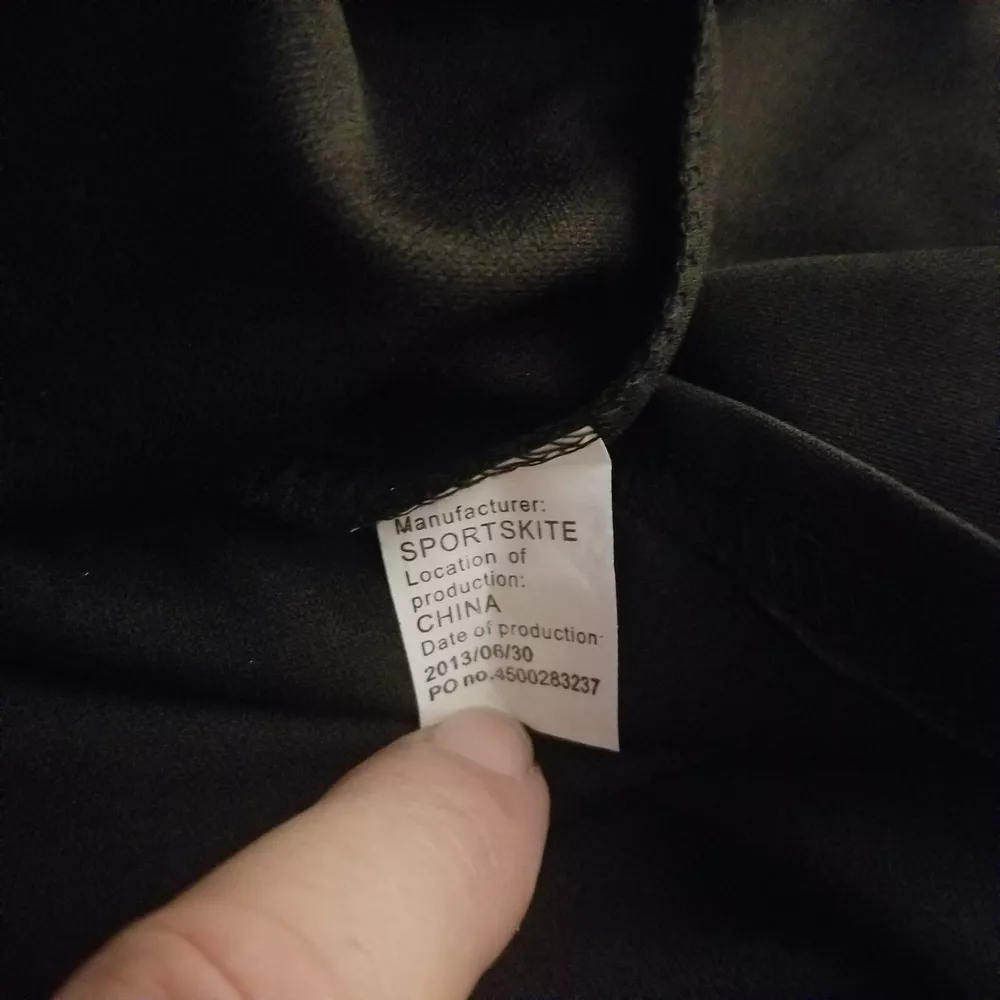 Manufacturer:
SPORTSKITE
Location of
production:
CHINA
Date of production:
2013/06/30
PO no.4500283237